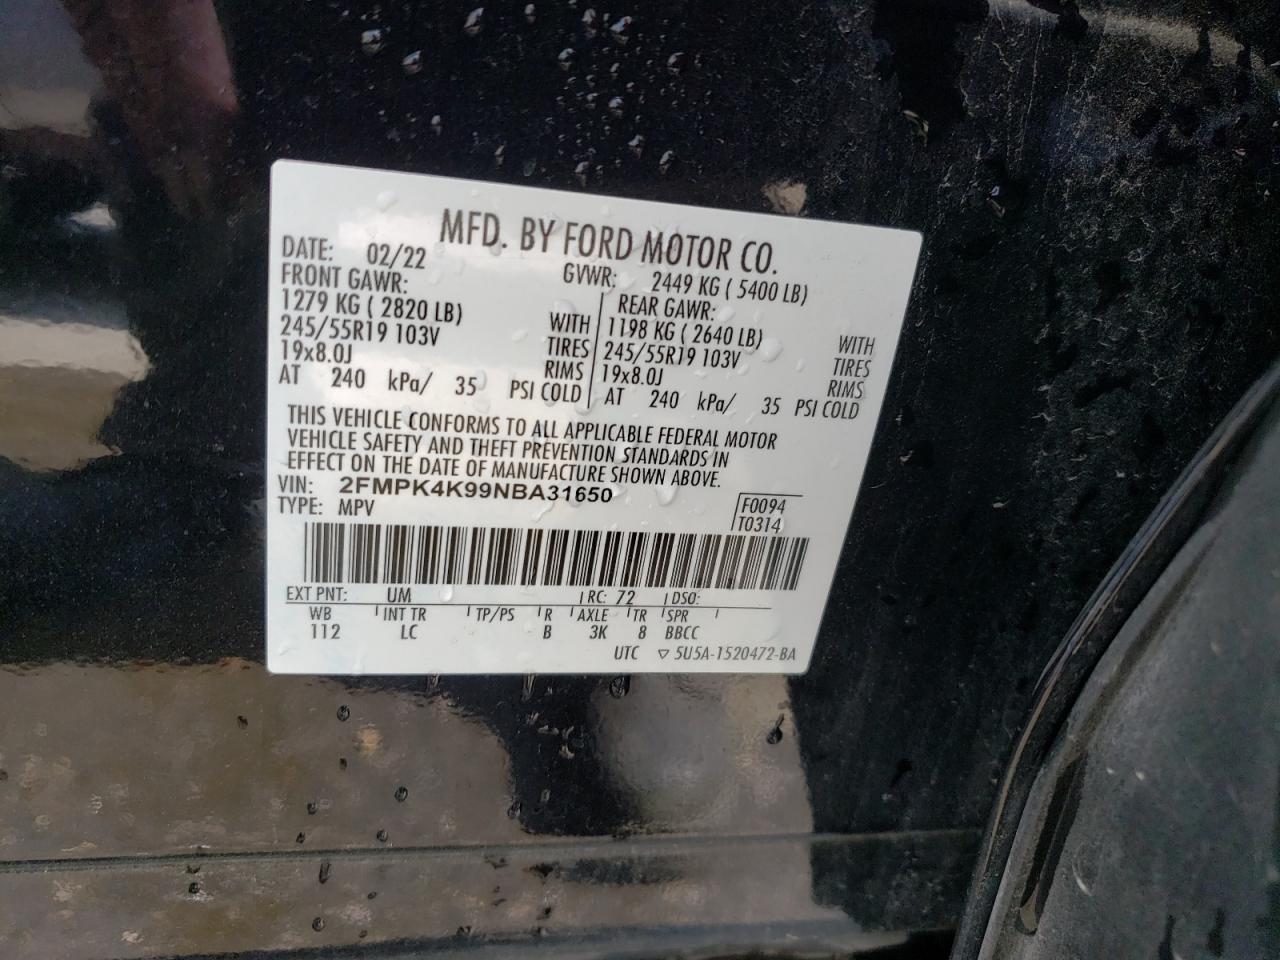 MFD. BY FORD MOTOR CO.
DATE: 02/22 GVWR: 2449 KG ( 5400 LB)
FRONT GAWR: REAR GAWR:
1279 KG ( 2820 LB) WITH 1198 KG ( 2640 LB) WITH
245/55R19 103V TIRES 245/55R19 103V TIRES
19x8.0J RIMS 19x8.0J RIMS
AT 240 kPa/ 35 PSI COLD AT 240 kPa/ 35 PSI COLD
THIS VEHICLE CONFORMS TO ALL APPLICABLE FEDERAL MOTOR
VEHICLE SAFETY AND THEFT PREVENTION STANDARDS IN
EFFECT ON THE DATE OF MANUFACTURE SHOWN ABOVE.
VIN: 2FMPK4K99NBA31650 F0094
TYPE: MPV T0314
EXT PNT: UM RC: 72 DSO:
WB INT TR TP/PS R AXLE TR SPR
112 LC B 3K 8 BBCC
UTC ▽ 5U5A-1520472-BA